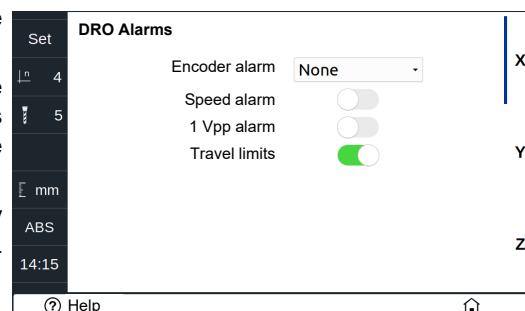 Set
4
5
mm
ABS
14:15
DRO Alarms
Encoder alarm None
Speed alarm
1 Vpp alarm
Travel limits
X
Y
Z
Help